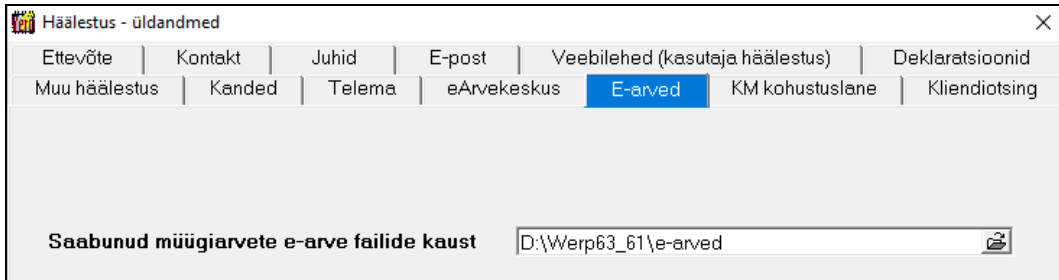 Häälestus - üldandmed
Ettevõte Kontakt Juhid E-post Veebilehed (kasutaja häälestus) Deklaratsioonid
Muu häälestus Kanded Telema eArvekeskus E-arved KM kohustuslane Kliendiotsing
Saabunud müügiarvete e-arve failide kaust D:\Werp63_61\e-arved